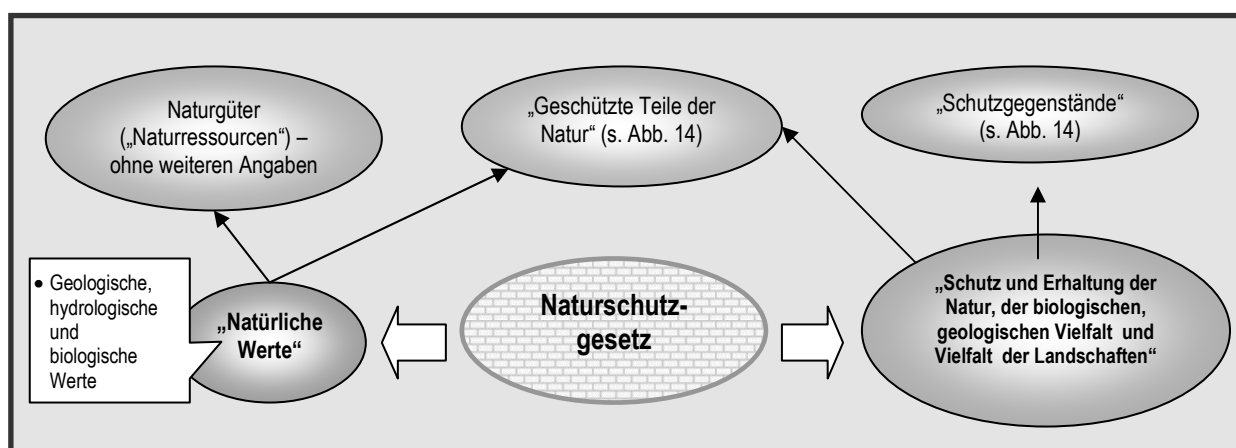 Naturgüter
(„Naturressourcen“) –
ohne weiteren Angaben
„Geschützte Teile der
Natur“ (s. Abb. 14)
„Schutzgegenstände“
(s. Abb. 14)
• Geologische,
hydrologische
und
biologische
Werte
„Natürliche
Werte“
Naturschutz-
gesetz
„Schutz und Erhaltung der
Natur, der biologischen,
geologischen Vielfalt und
Vielfalt der Landschaften“